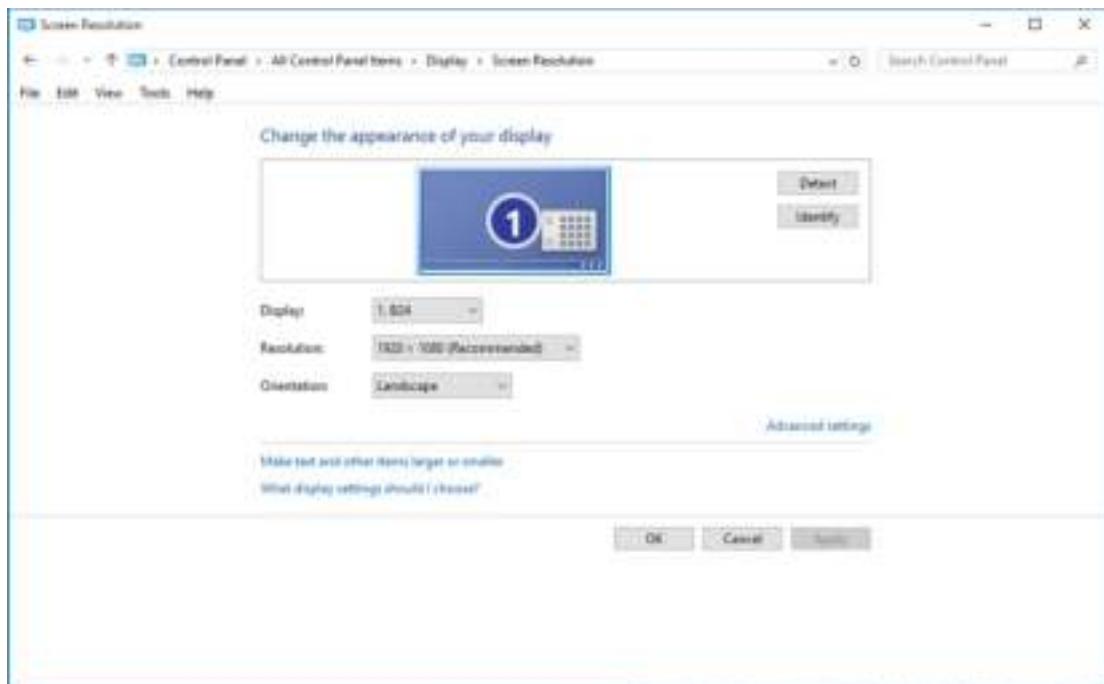 Screen Resolution
Control Panel › All Control Panel Items › Display › Screen Resolution
Search Control Panel
File Edit View Tools Help
Change the appearance of your display
1
Detect
Identify
Display:
Resolution: 1920 × 1080 (Recommended)
Orientation: Landscape
Advanced settings
Make text and other items larger or smaller
What display settings should I choose?
OK Cancel Apply